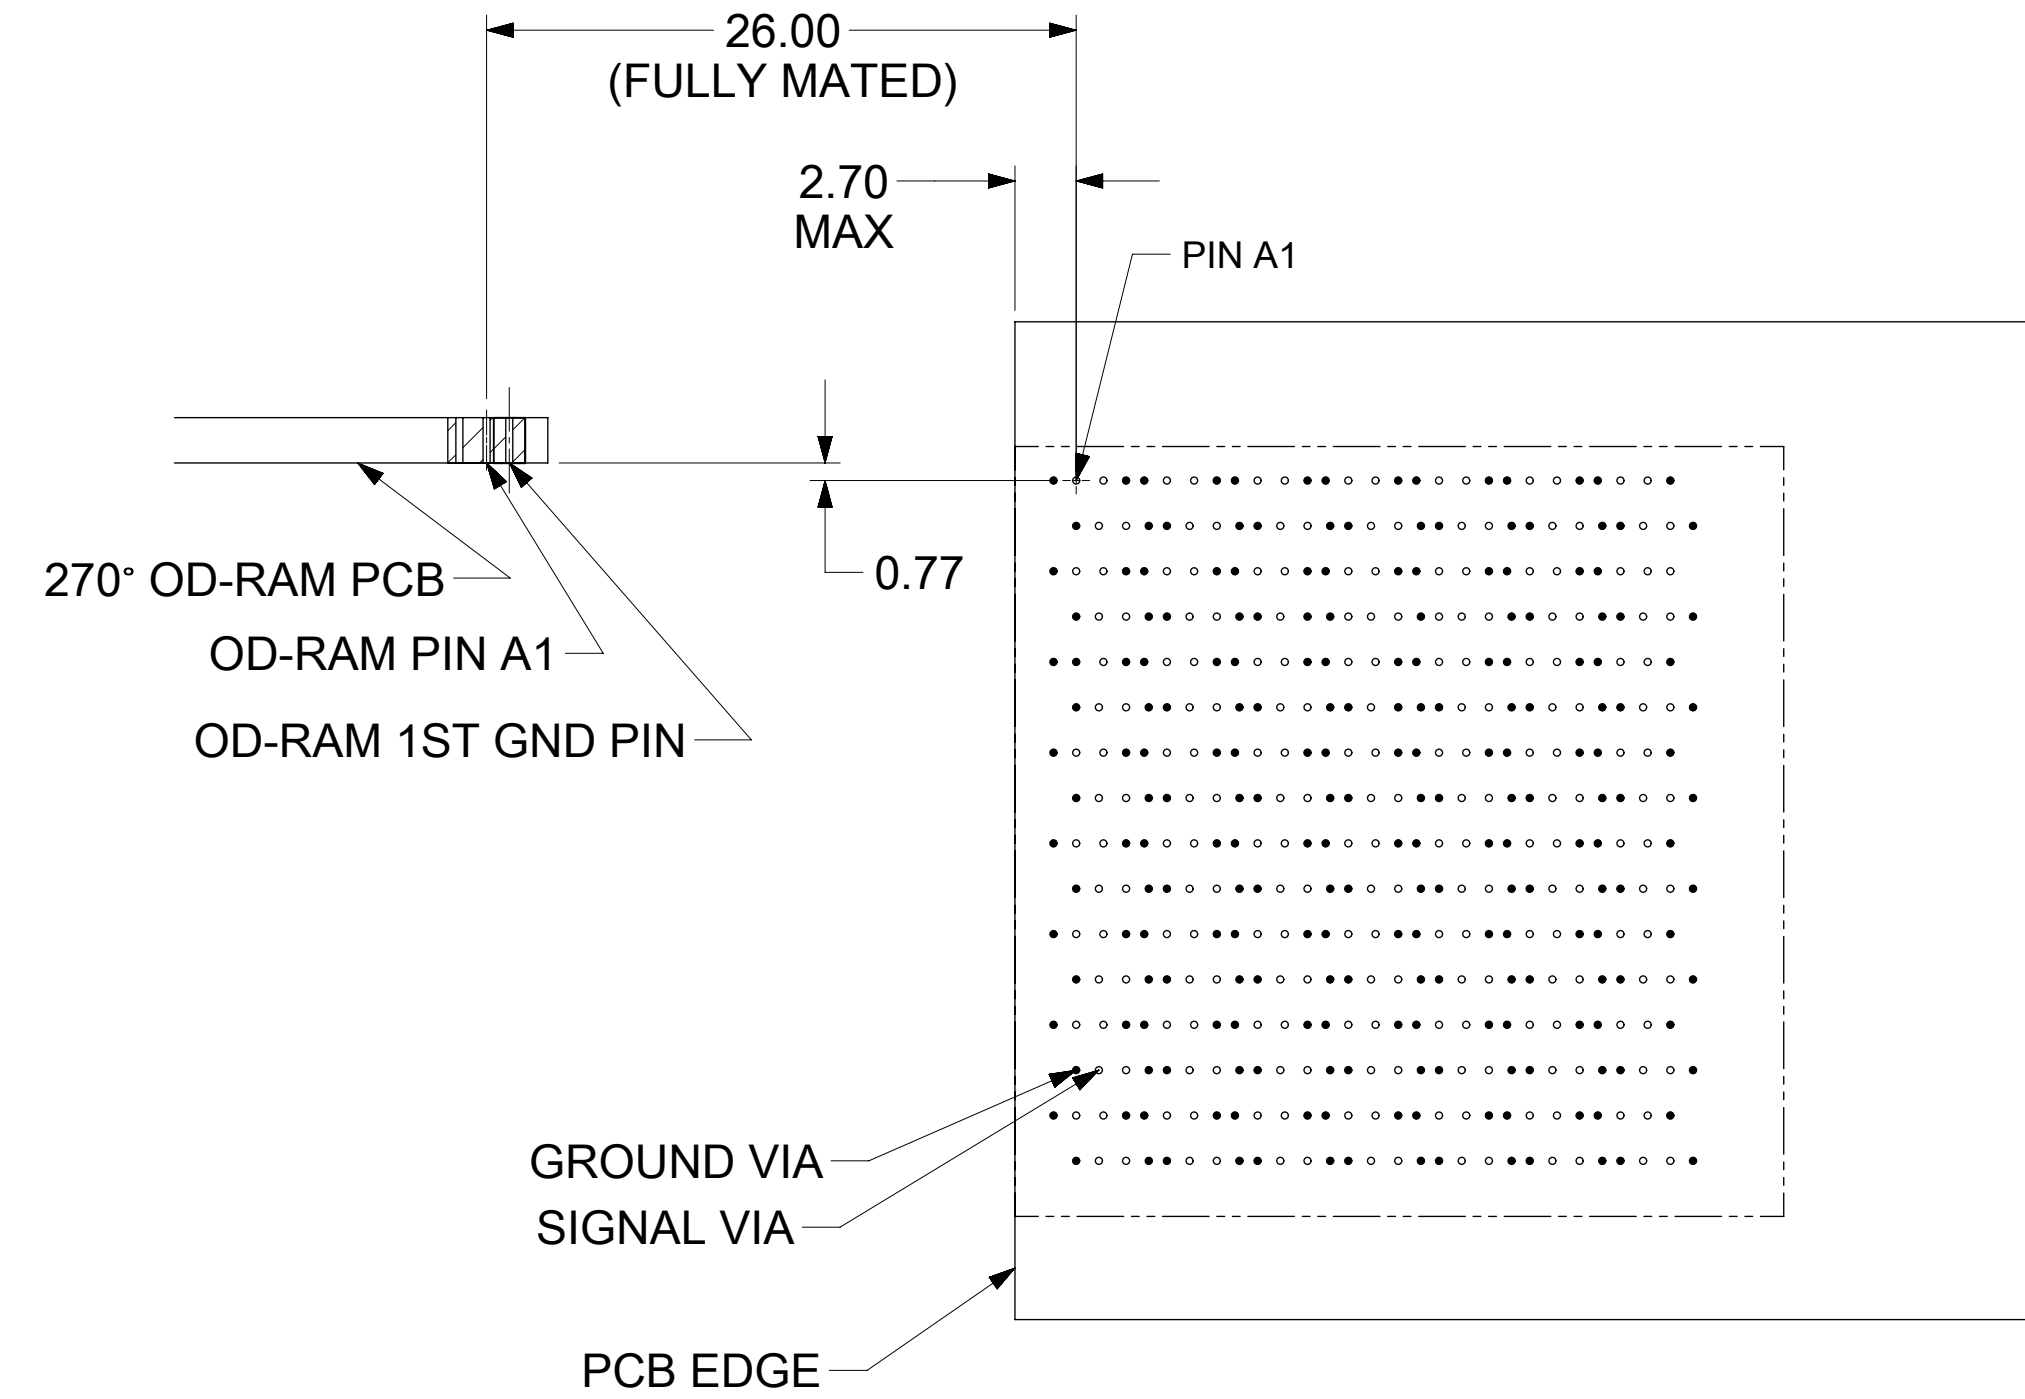 26.00
(FULLY MATED)
2.70
MAX
PIN A1
270° OD-RAM PCB
0.77
OD-RAM PIN A1
OD-RAM 1ST GND PIN
GROUND VIA
SIGNAL VIA
PCB EDGE